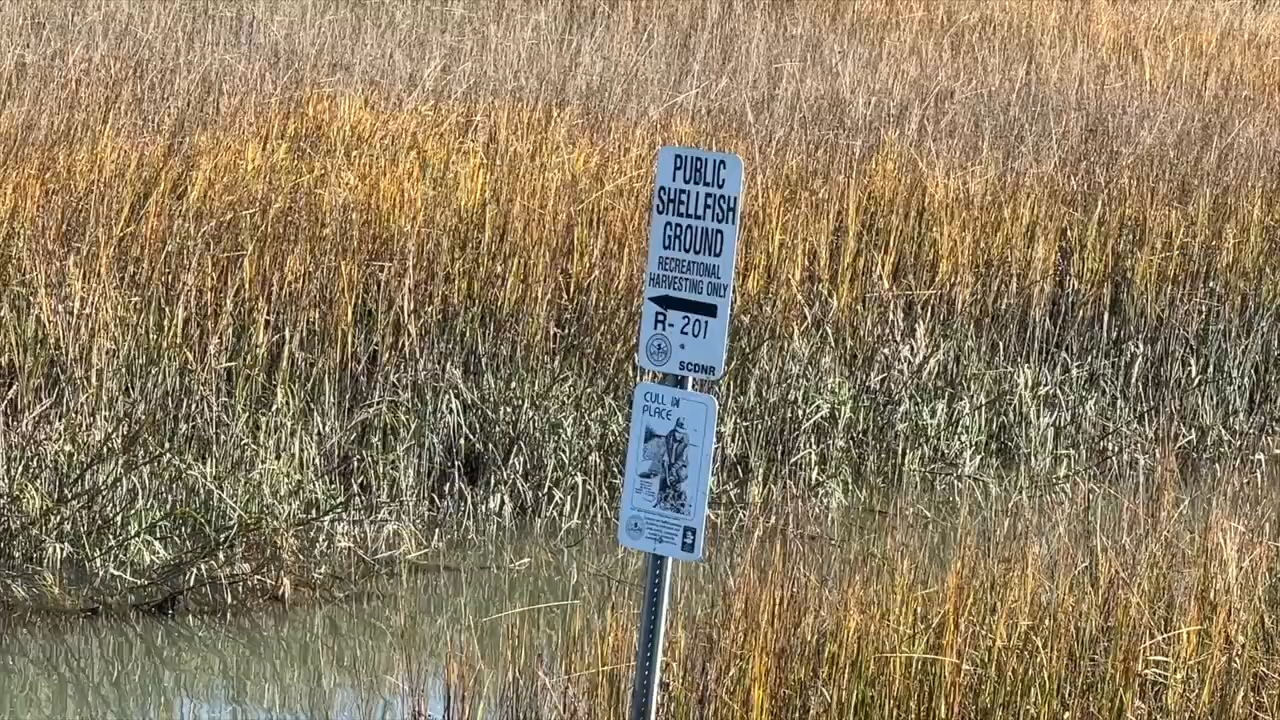 PUBLIC
SHELLFISH
GROUND
RECREATIONAL
HARVESTING ONLY
R-201
SCDNR
CULL IN
PLACE